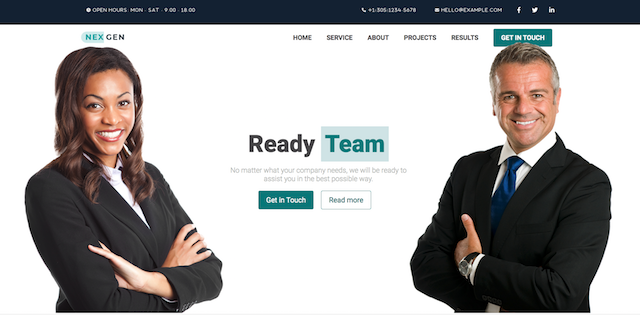 OPEN HOURS: MON - SAT - 9.00 - 18.00
+1:305:1234-5678
HELLO@EXAMPLE.COM
NEXGEN
HOME
SERVICE
ABOUT
PROJECTS
RESULTS
GET IN TOUCH
Ready Team
No matter what your company needs, we will be ready to
assist you in the best possible way.
Get in Touch
Read more